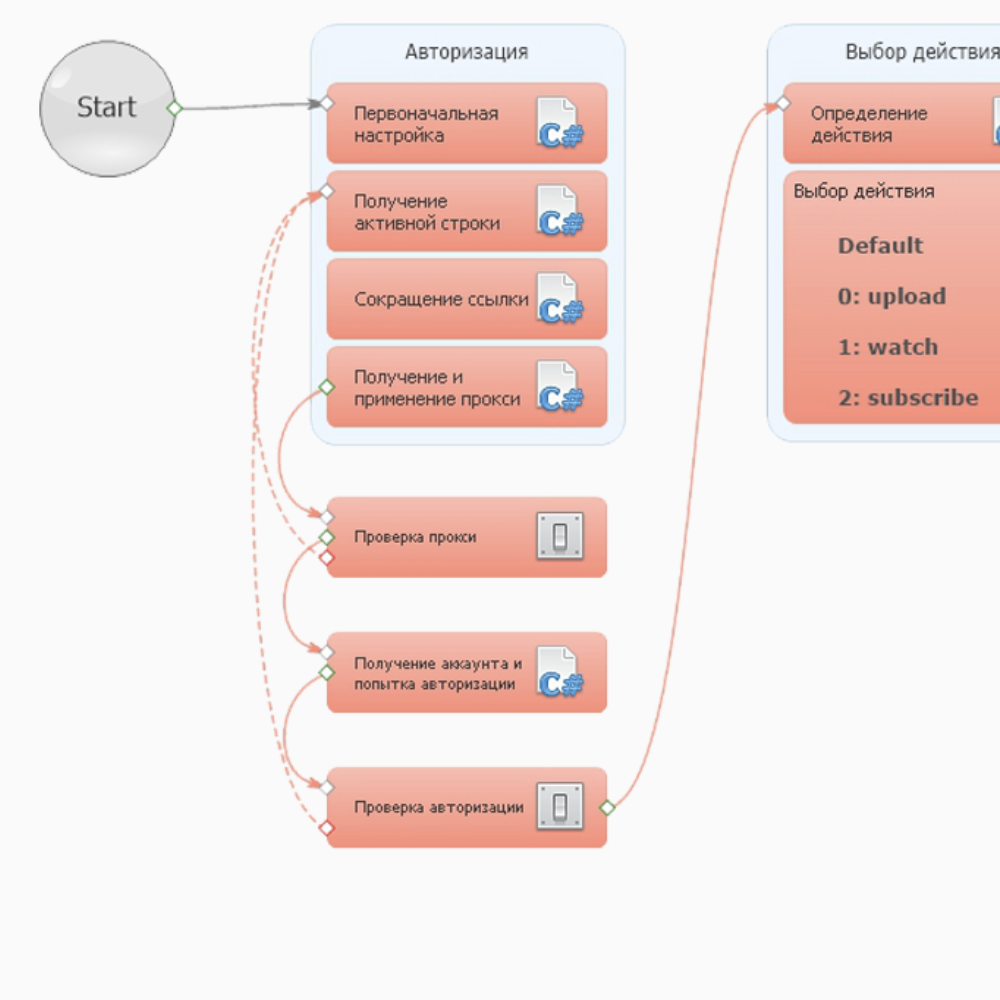 Start
Авторизация
Первоначальная
настройка
C#
Получение
активной строки
C#
Сокращение ссылки
C#
Получение и
применение прокси
C#
Проверка прокси
Получение аккаунта и
попытка авторизации
C#
Проверка авторизации
Выбор действия
Определение
действия
Выбор действия
Default
0: upload
1: watch
2: subscribe